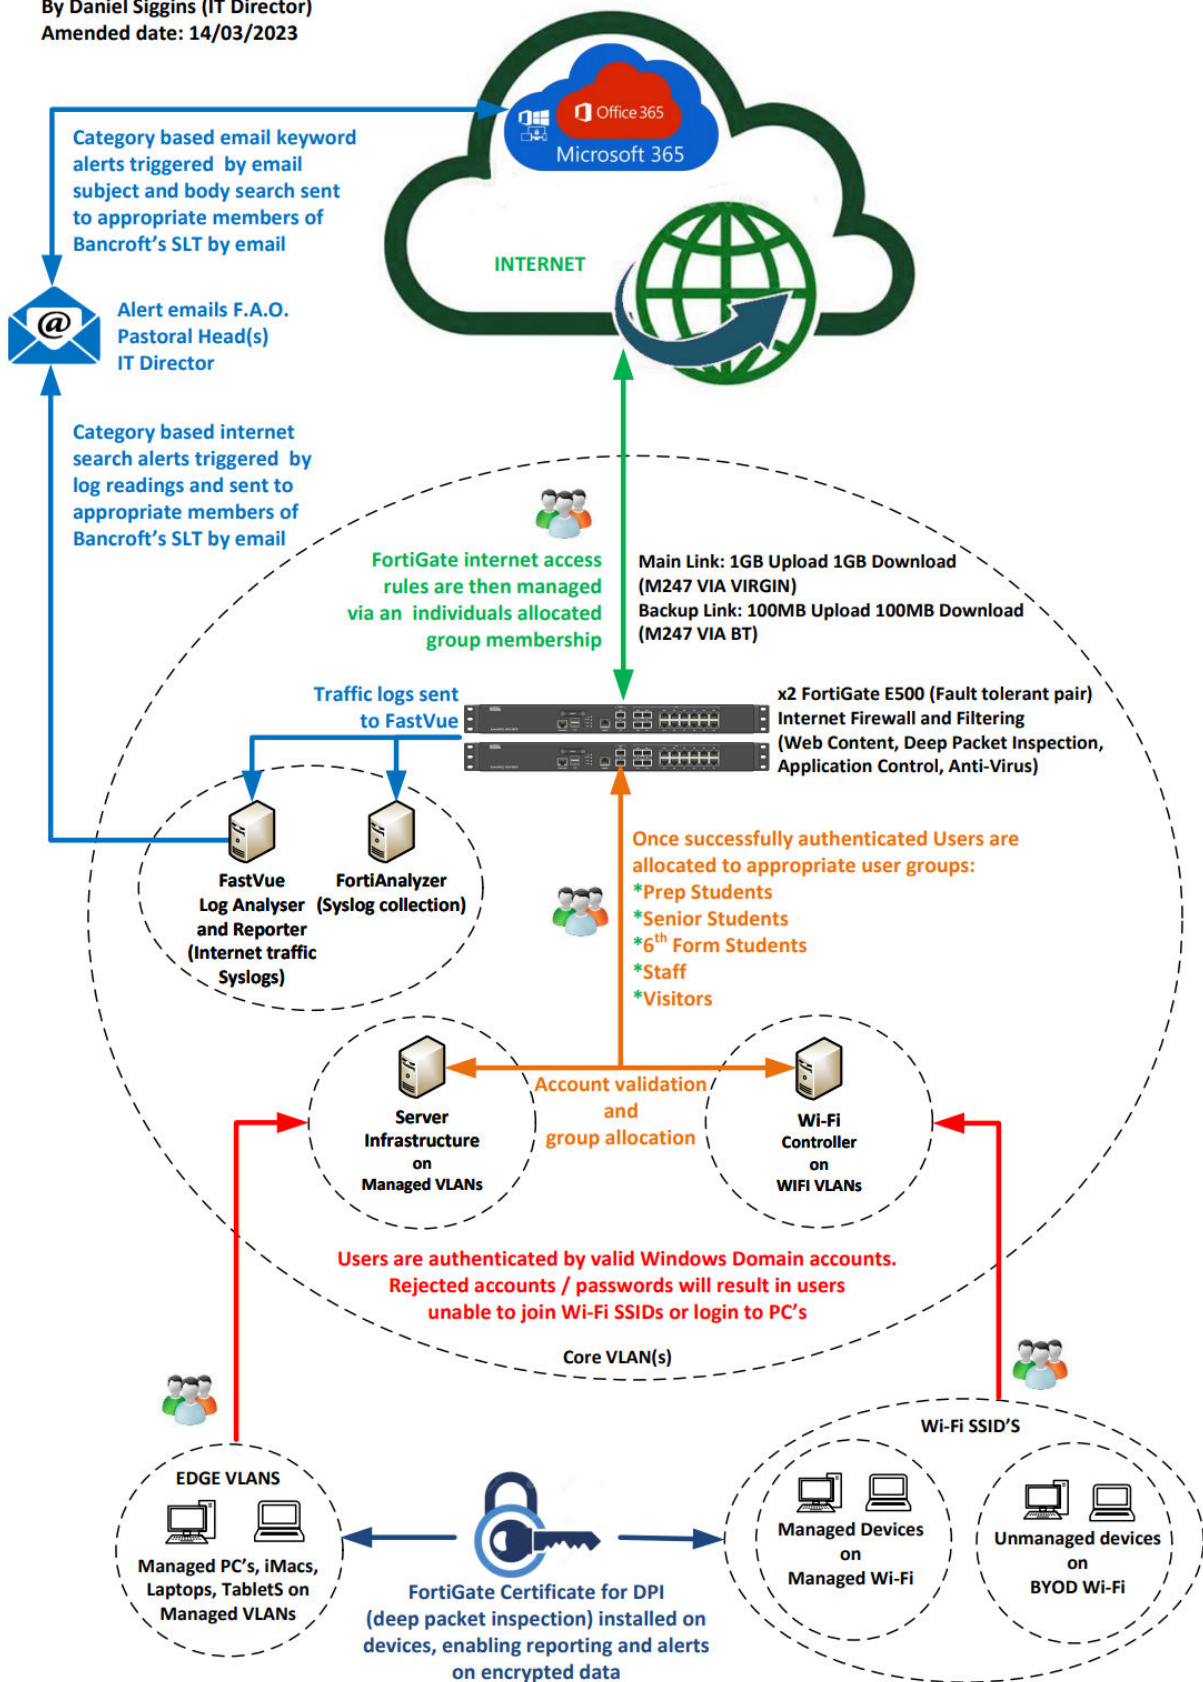 By Daniel Siggins (IT Director)
Amended date: 14/03/2023
Office 365
Microsoft 365
Category based email keyword
alerts triggered by email
subject and body search sent
to appropriate members of
Bancroft's SLT by email
INTERNET
@
Alert emails F.A.O.
Pastoral Head(s)
IT Director
Category based internet
search alerts triggered by
log readings and sent to
appropriate members of
Bancroft's SLT by email
FortiGate internet access
rules are then managed
via an individuals allocated
group membership
Main Link: 1GB Upload 1GB Download
(M247 VIA VIRGIN)
Backup Link: 100MB Upload 100MB Download
(M247 VIA BT)
Traffic logs sent
to FastVue
x2 FortiGate E500 (Fault tolerant pair)
Internet Firewall and Filtering
(Web Content, Deep Packet Inspection,
Application Control, Anti-Virus)
FastVue
Log Analyser
and Reporter
(Internet traffic
Syslogs)
FortiAnalyzer
(Syslog collection)
Once successfully authenticated Users are
allocated to appropriate user groups:
*Prep Students
*Senior Students
*6th Form Students
*Staff
*Visitors
Account validation
and
group allocation
Server
Infrastructure
on
Managed VLANs
Wi-Fi
Controller
on
WIFI VLANs
Users are authenticated by valid Windows Domain accounts.
Rejected accounts / passwords will result in users
unable to join Wi-Fi SSIDs or login to PC's
Core VLAN(s)
EDGE VLANS
Managed PC's, iMacs,
Laptops, TabletS on
Managed VLANs
FortiGate Certificate for DPI
(deep packet inspection) installed on
devices, enabling reporting and alerts
on encrypted data
Wi-Fi SSID'S
Managed Devices
on
Managed Wi-Fi
Unmanaged devices
on
BYOD Wi-Fi